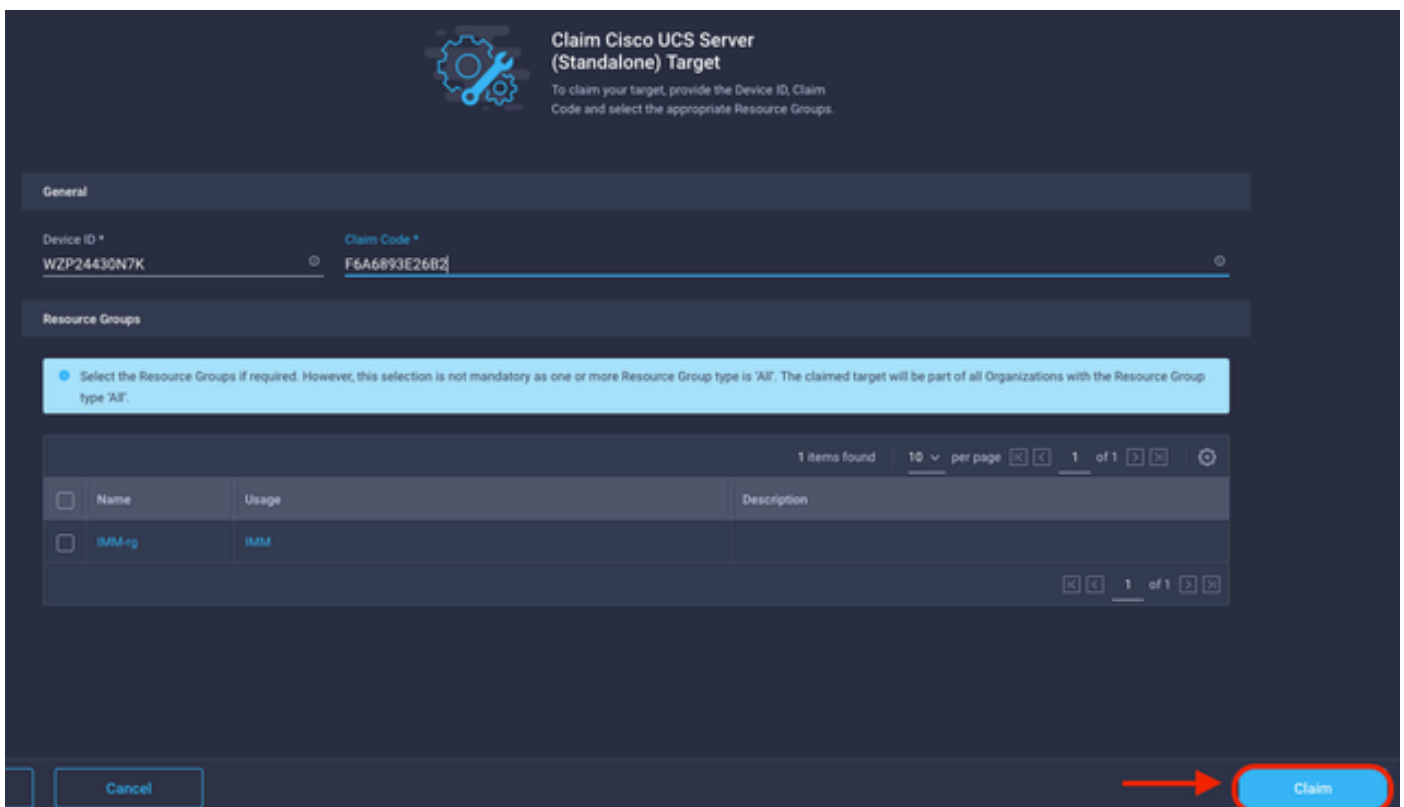 Claim Cisco UCS Server
(Standalone) Target
To claim your target, provide the Device ID, Claim
Code and select the appropriate Resource Groups.
General
Device ID * Claim Code *
WZP24430N7K F6A6893E26B2
Resource Groups
Select the Resource Groups if required. However, this selection is not mandatory as one or more Resource Group type is 'All'. The claimed target will be part of all Organizations with the Resource Group
type 'All'.
1 items found 10 per page 1 of 1
Name Usage Description
IMM-rg IMM
1 of 1
Cancel Claim